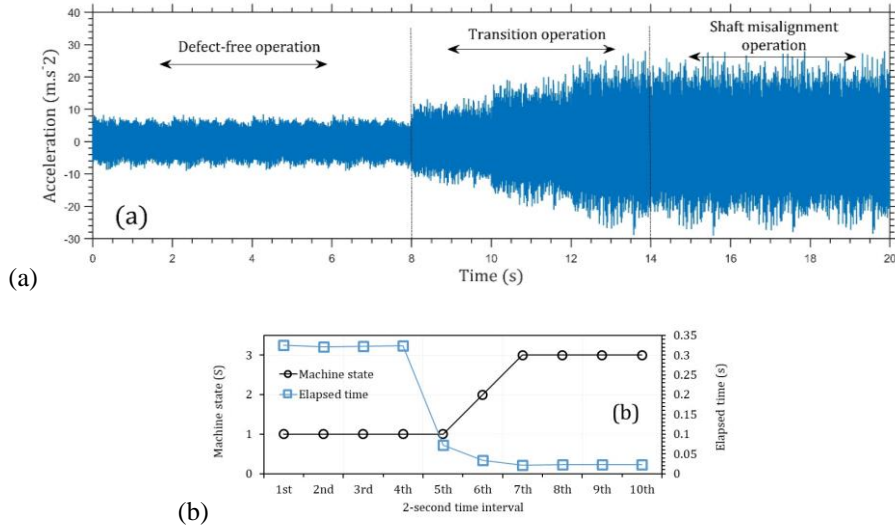 Defect-free operation
Transition operation
Shaft misalignment
operation
Acceleration (m.s^2)
40
30
20
10
0
-10
-20
-30
(a)
0 2 4 6 8 10 12 14 16 18 20
Time (s)
(a)
Machine state (S)
3
2
1
0
Machine state
Elapsed time
(b)
0.35
0.3
0.25
0.2
0.15
0.1
0.05
0
Elapsed time (s)
1st 2nd 3rd 4th 5th 6th 7th 8th 9th 10th
2-second time interval
(b)